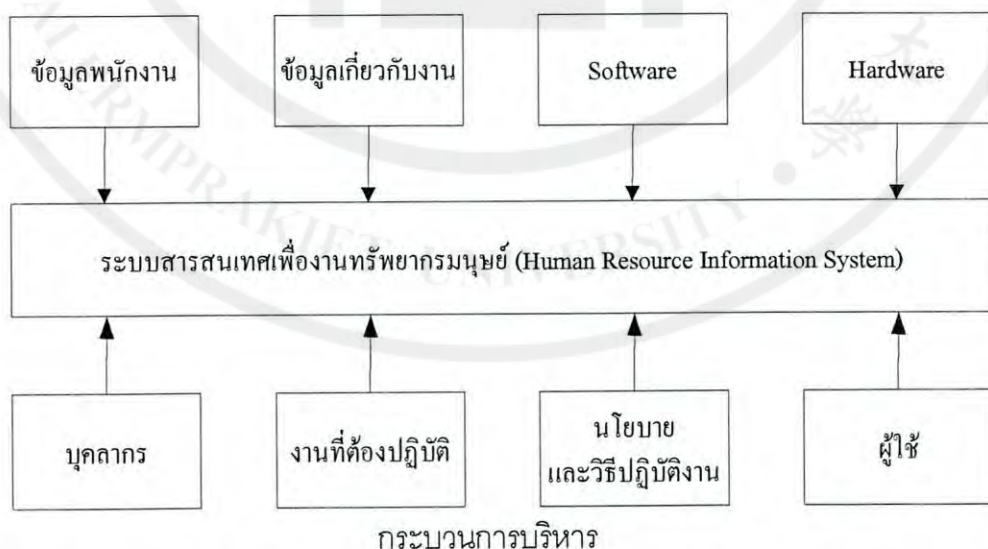 ข้อมูลพนักงาน
ข้อมูลเกี่ยวกับงาน
Software
Hardware
ระบบสารสนเทศเพื่องานทรัพยากรมนุษย์ (Human Resource Information System)
บุคลากร
งานที่ต้องปฏิบัติ
นโยบาย
และวิธีปฏิบัติงาน
ผู้ใช้
กระบวนการบริหาร
RMPRAKIET UNIVERSITY